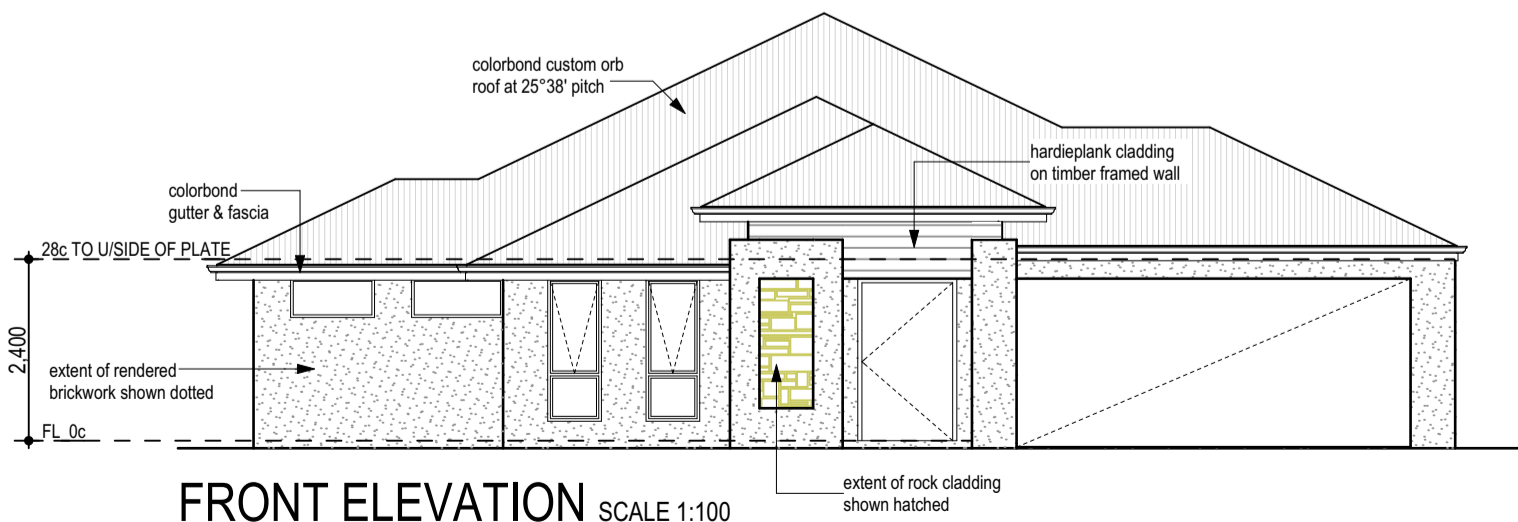 colorbond custom orb
roof at 25°38' pitch
hardieplank cladding
on timber framed wall
colorbond
gutter & fascia
28c TO U/SIDE OF PLATE
2,400
extent of rendered
brickwork shown dotted
FL 0c
extent of rock cladding
shown hatched
FRONT ELEVATION SCALE 1:100